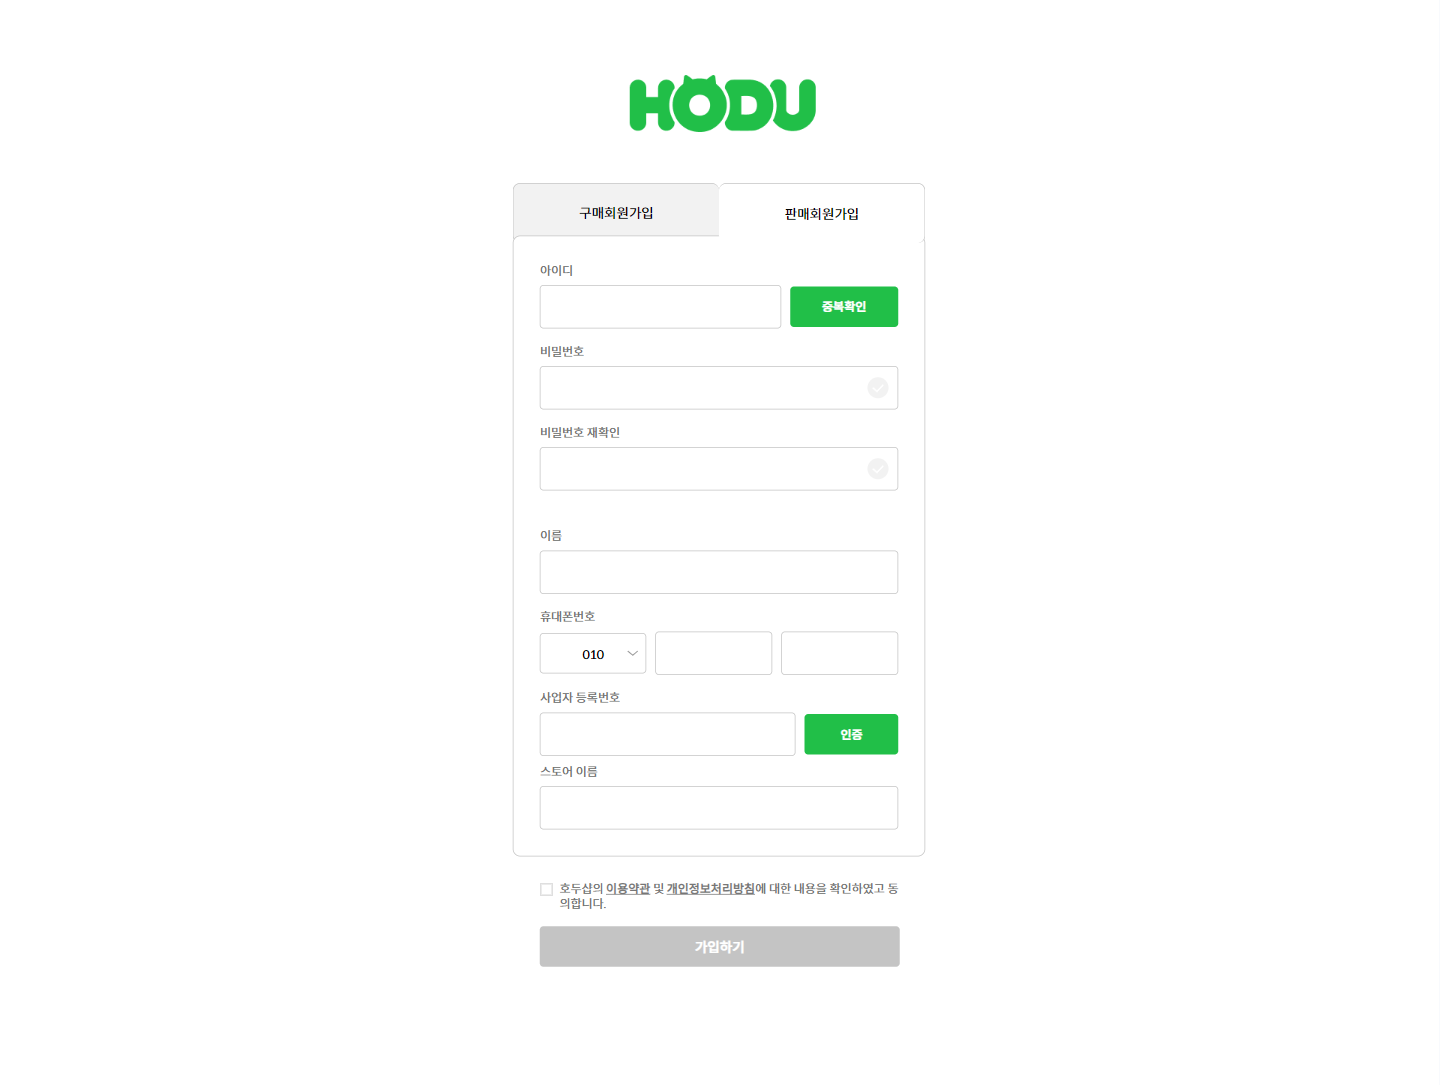 HODU
구매회원가입
판매회원가입
아이디
중복확인
비밀번호
비밀번호 재확인
이름
휴대폰번호
010
사업자 등록번호
인증
스토어 이름
호두샵의 이용약관 및 개인정보처리방침에 대한 내용을 확인하였고 동
의합니다.
가입하기